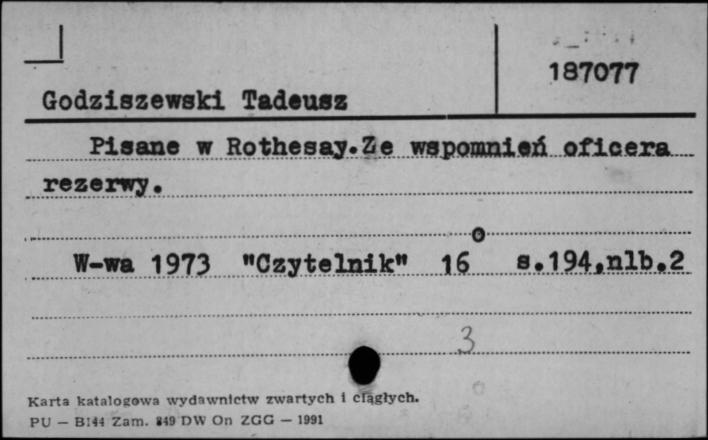 187077
Godziszewski Tadeusz
Pisane w Rothesay.Ze wspomnień oficera
rezerwy.
W-wa 1973 "Czytelnik" 16° s.194,nlb.2
3
Karta katalogowa wydawnictw zwartych i ciągłych.
PU — B144 Zam. 849 DW On ZGG — 1991